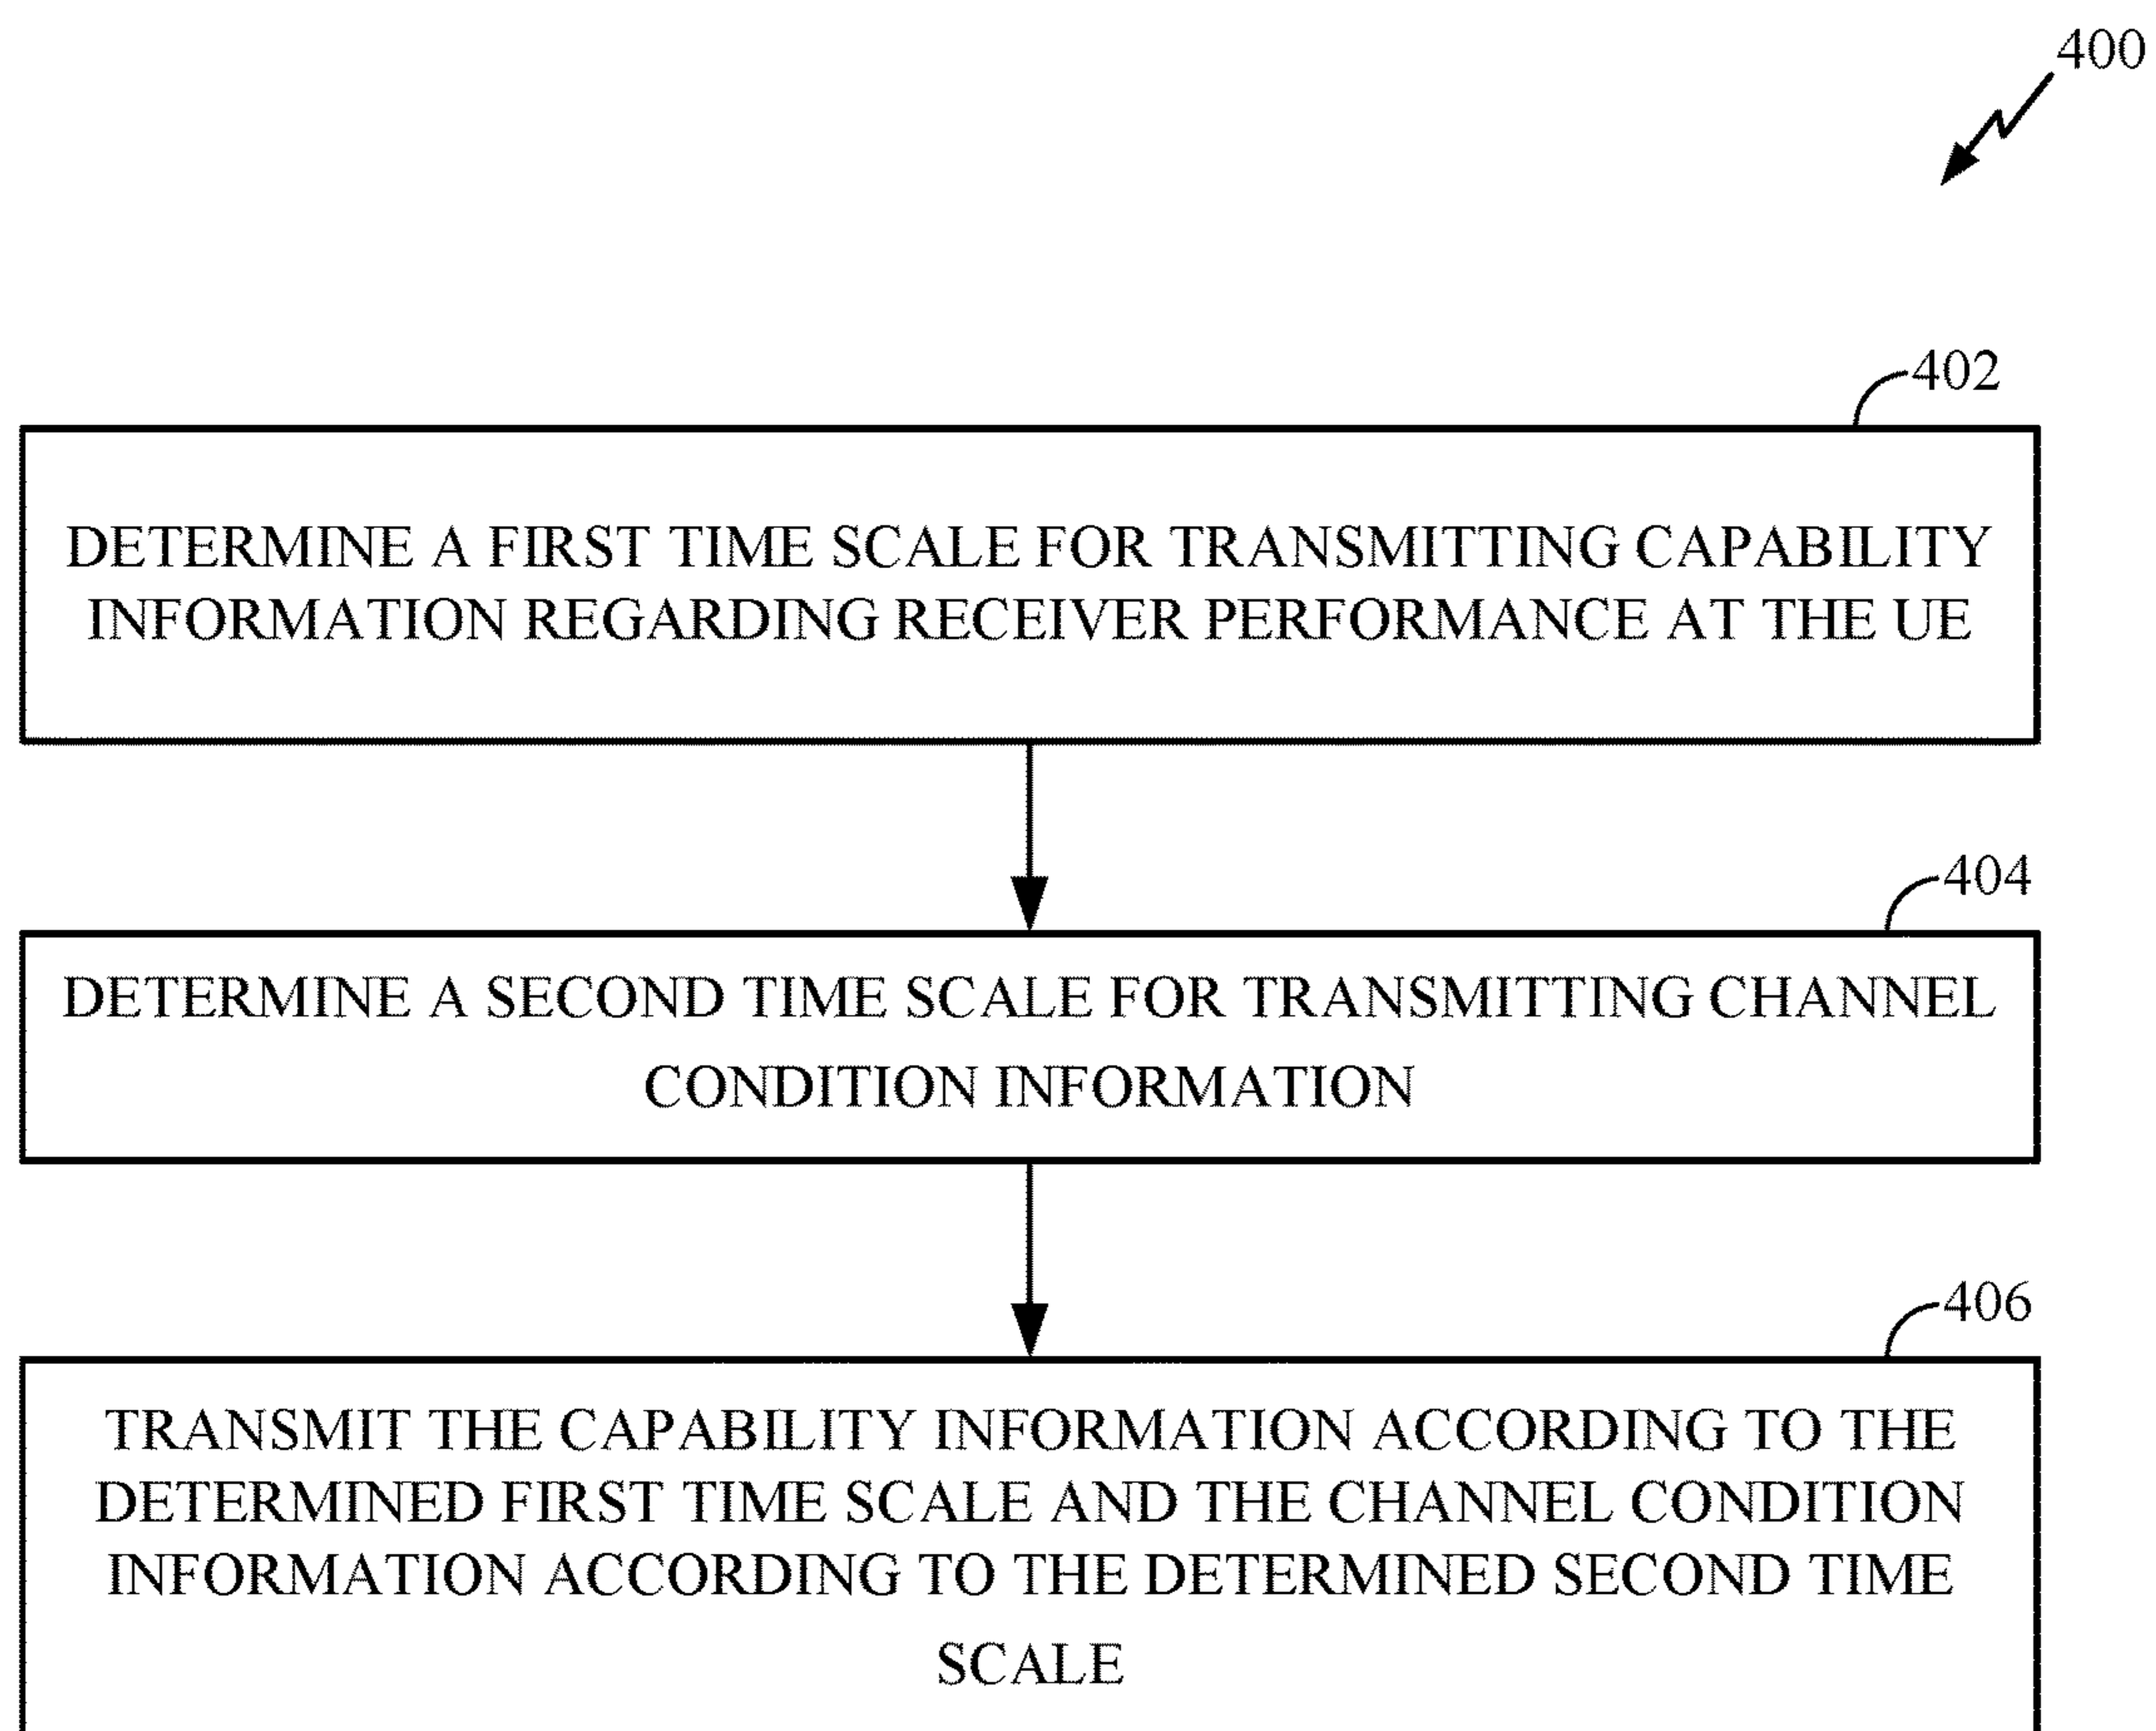 400
402
DETERMINE A FIRST TIME SCALE FOR TRANSMITTING CAPABILITY
INFORMATION REGARDING RECEIVER PERFORMANCE AT THE UE
404
DETERMINE A SECOND TIME SCALE FOR TRANSMITTING CHANNEL
CONDITION INFORMATION
406
TRANSMIT THE CAPABILITY INFORMATION ACCORDING TO THE
DETERMINED FIRST TIME SCALE AND THE CHANNEL CONDITION
INFORMATION ACCORDING TO THE DETERMINED SECOND TIME
SCALE